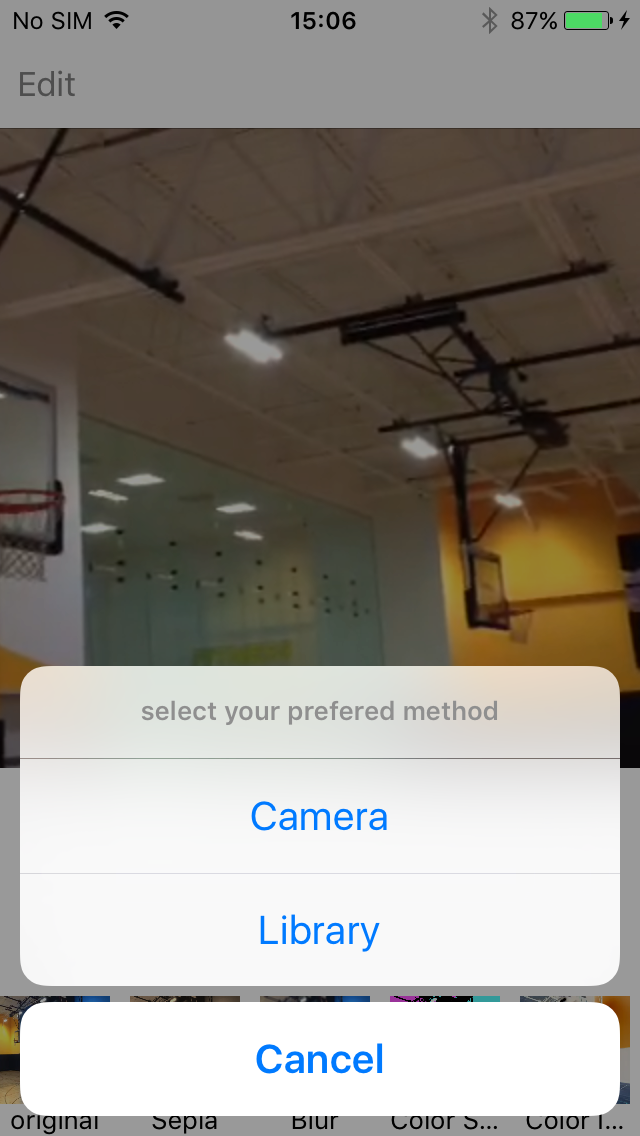 No SIM 15:06 87%
Edit
select your prefered method
Camera
Library
Cancel
original Sepia Blur Color S... Color I...